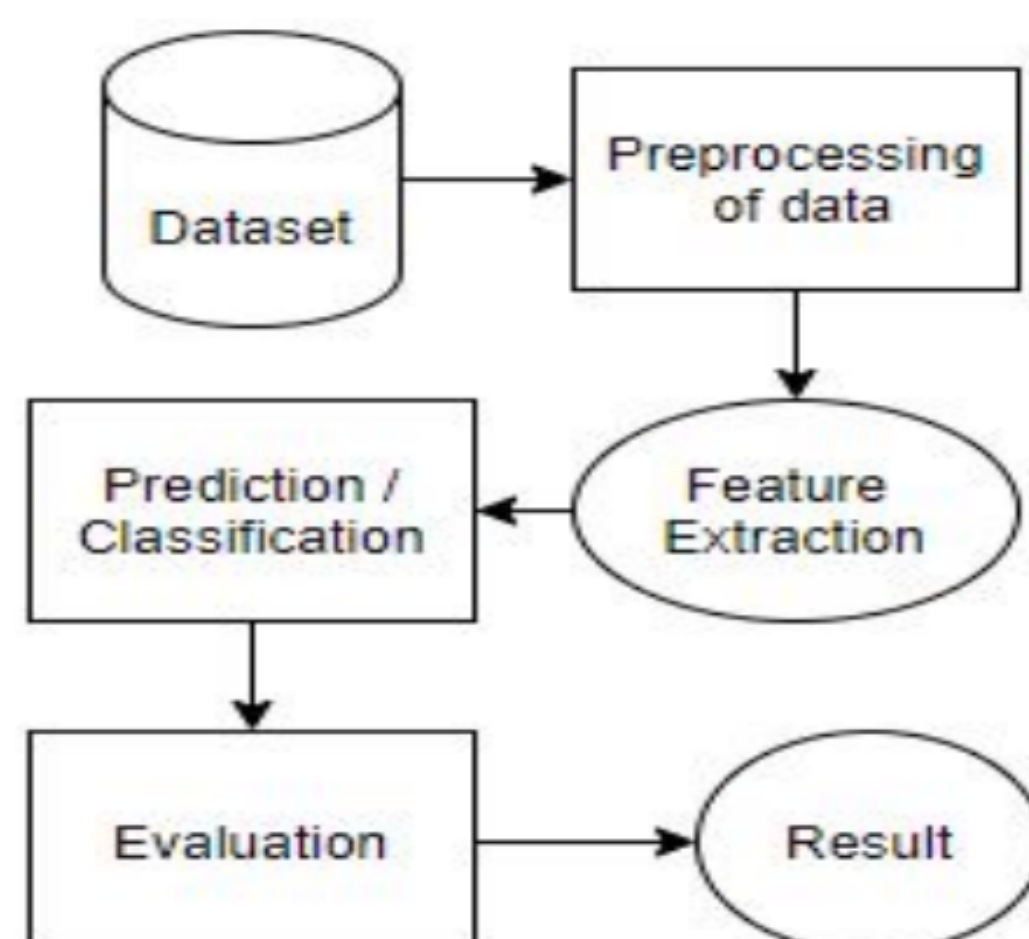 Dataset
Preprocessing
of data
Feature
Extraction
Prediction /
Classification
Evaluation
Result